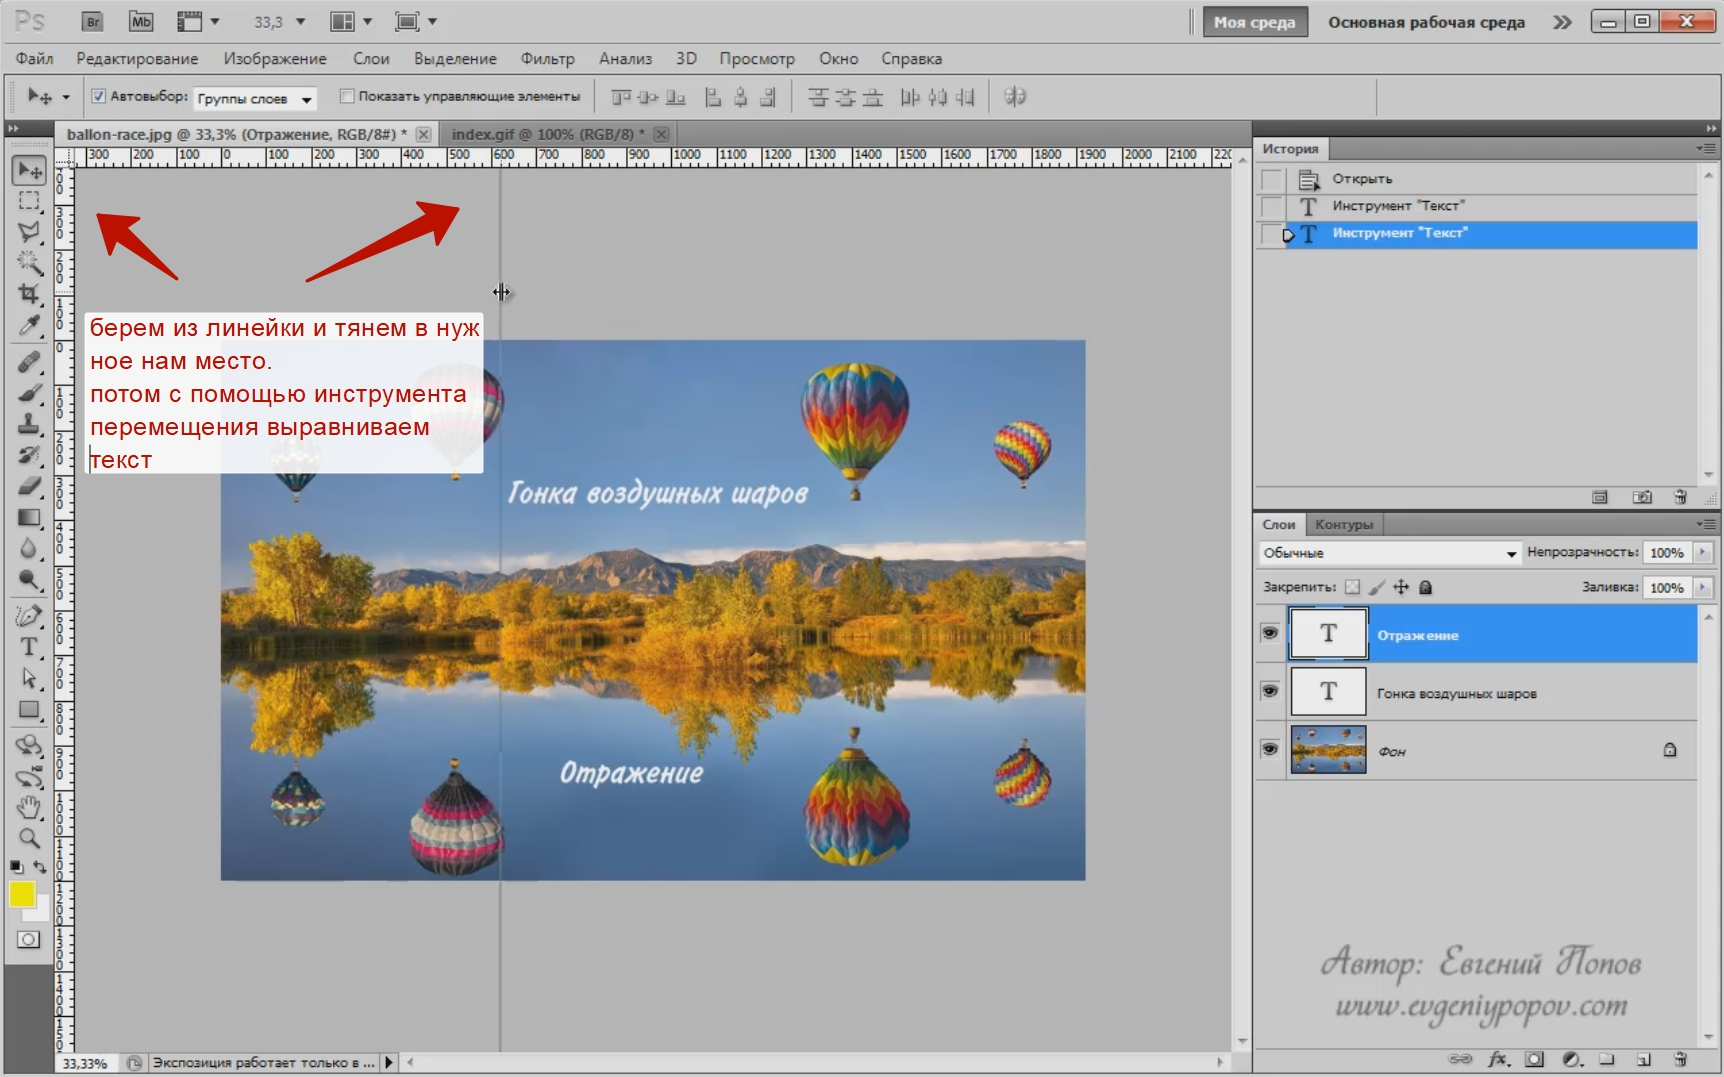 Ps
Br
Mb
33,3
Моя среда
Основная рабочая среда
Файл Редактирование Изображение Слои Выделение Фильтр Анализ 3D Просмотр Окно Справка
Автовыбор: Группы слоев
Показать управляющие элементы
ballon-race.jpg @ 33,3% (Отражение, RGB/8#) *
index.gif @ 100% (RGB/8) *
300 200 100 0 100 200 300 400 500 600 700 800 900 1000 1100 1200 1300 1400 1500 1600 1700 1800 1900 2000 2100
берем из линейки и тянем в нуж
ное нам место.
потом с помощью инструмента
перемещения выравниваем
текст
Гонка воздушных шаров
Отражение
История
Открыть
Инструмент "Текст"
Инструмент "Текст"
Слои Контуры
Обычные
Непрозрачность: 100%
Закрепить:
Заливка: 100%
Отражение
Гонка воздушных шаров
Фон
Автор: Евгений Попов
www.evgeniypopov.com
33,33%
Экспозиция работает только в ...
fx